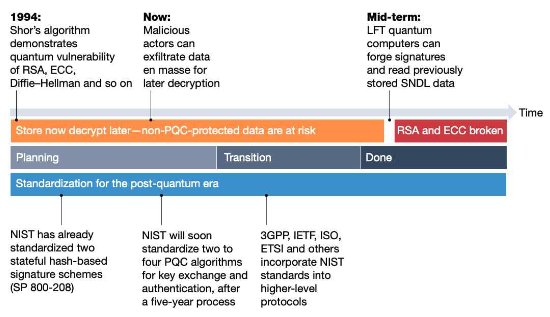 1994:
Shor's algorithm
demonstrates
quantum vulnerability
of RSA, ECC,
Diffie–Hellman and so on
Now:
Malicious
actors can
exfiltrate data
en masse for
later decryption
Mid-term:
LFT quantum
computers can
forge signatures
and read previously
stored SNDL data
Time
Store now decrypt later—non-PQC-protected data are at risk
RSA and ECC broken
Planning
Transition
Done
Standardization for the post-quantum era
NIST has already
standardized two
stateful hash-based
signature schemes
(SP 800-208)
NIST will soon
standardize two to
four PQC algorithms
for key exchange and
authentication, after
a five-year process
3GPP, IETF, ISO,
ETSI and others
incorporate NIST
standards into
higher-level
protocols